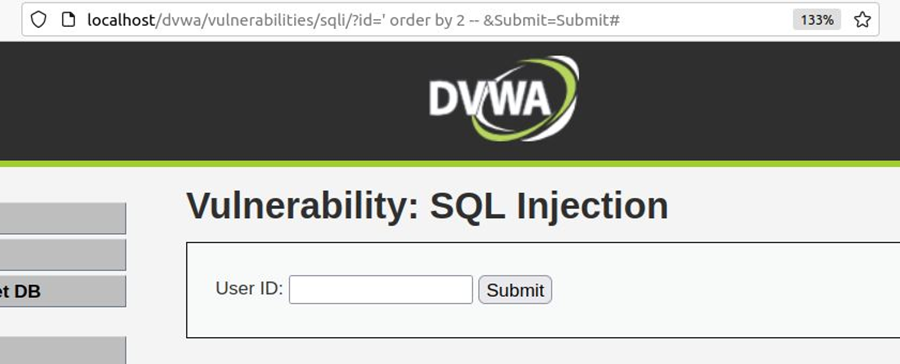 localhost/dvwa/vulnerabilities/sqli/?id=' order by 2 -- &Submit=Submit#
133%
DVWA
Vulnerability: SQL Injection
et DB
User ID:
Submit